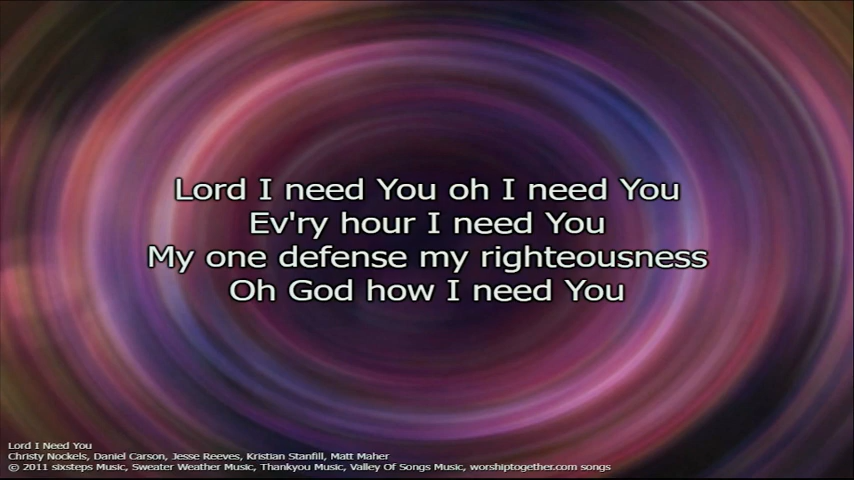 Lord I need You oh I need You
Ev'ry hour I need You
My one defense my righteousness
Oh God how I need You
Lord I Need You
Christy Nockels, Daniel Carson, Jesse Reeves, Kristian Stanfill, Matt Maher
© 2011 sixsteps Music, Sweater Weather Music, Thankyou Music, Valley Of Songs Music, worshiptogether.com songs